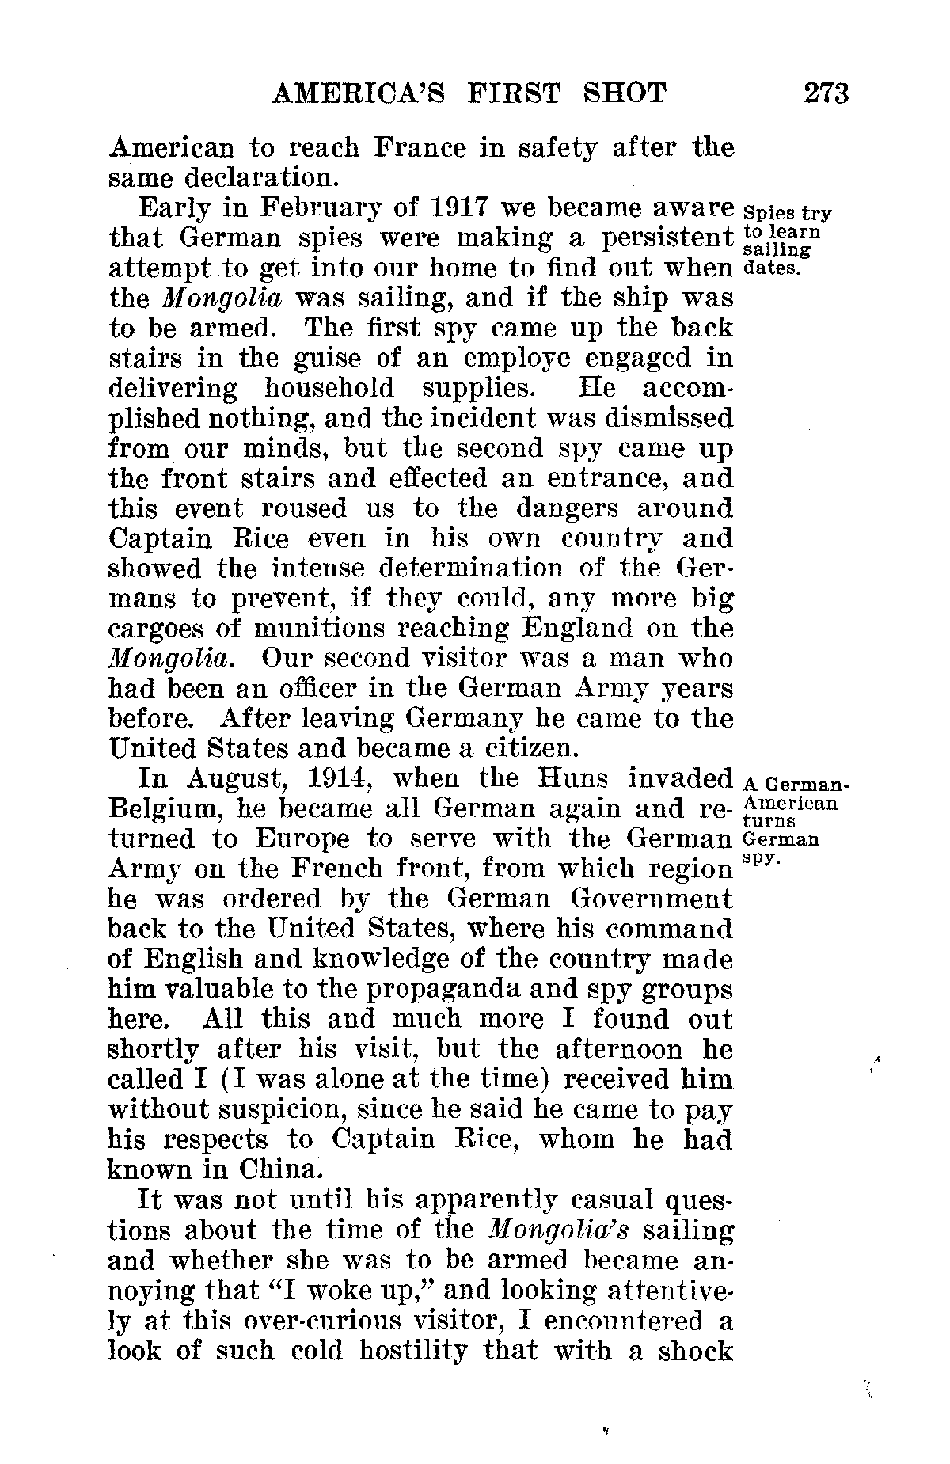 AMERICA'S FIRST SHOT 273
American to reach France in safety after the
same declaration.
Early in February of 1917 we became aware
that German spies were making a persistent
attempt to get into our home to find out when
the Mongolia was sailing, and if the ship was
to be armed. The first spy came up the back
stairs in the guise of an employe engaged in
delivering household supplies. He accom-
plished nothing, and the incident was dismissed
from our minds, but the second spy came up
the front stairs and effected an entrance, and
this event roused us to the dangers around
Captain Rice even in his own country and
showed the intense determination of the Ger-
mans to prevent, if they could, any more big
cargoes of munitions reaching England on the
Mongolia. Our second visitor was a man who
had been an officer in the German Army years
before. After leaving Germany he came to the
United States and became a citizen.
Spies try
to learn
sailing
dates.
In August, 1914, when the Huns invaded
Belgium, he became all German again and re-
turned to Europe to serve with the German
Army on the French front, from which region
he was ordered by the German Government
back to the United States, where his command
of English and knowledge of the country made
him valuable to the propaganda and spy groups
here. All this and much more I found out
shortly after his visit, but the afternoon he
called I (I was alone at the time) received him
without suspicion, since he said he came to pay
his respects to Captain Rice, whom he had
known in China.
A German-
American
turns
German
spy.
It was not until his apparently casual ques-
tions about the time of the Mongolia's sailing
and whether she was to be armed became an-
noying that "I woke up," and looking attentive-
ly at this over-curious visitor, I encountered a
look of such cold hostility that with a shock